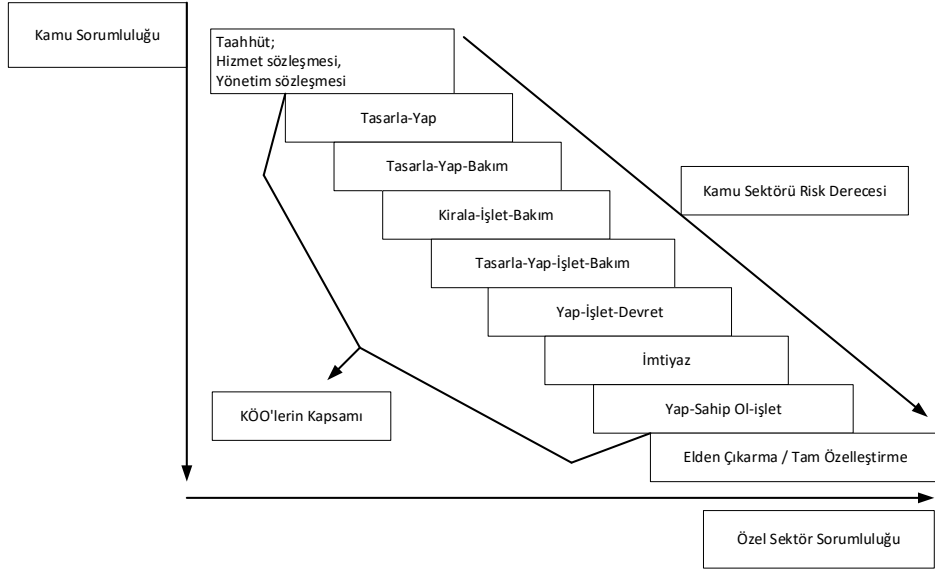 Kamu Sorumluluğu
Taahhüt;
Hizmet sözleşmesi,
Yönetim sözleşmesi
Tasarla-Yap
Tasarla-Yap-Bakım
Kirala-İşlet-Bakım
Kamu Sektörü Risk Derecesi
Tasarla-Yap-İşlet-Bakım
Yap-İşlet-Devret
İmtiyaz
Yap-Sahip Ol-işlet
KÖO'lerin Kapsamı
Elden Çıkarma / Tam Özelleştirme
Özel Sektör Sorumluluğu